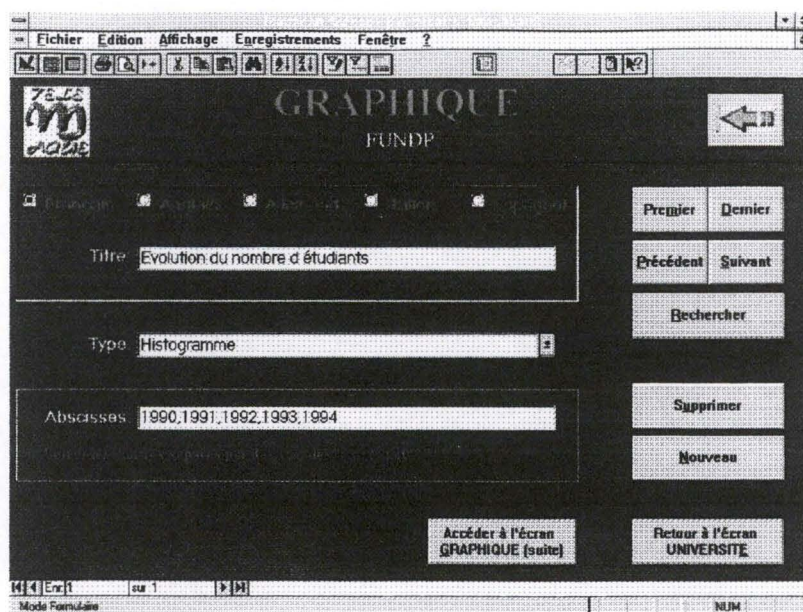 Fichier Edition Affichage Enregistrements Fenêtre ?
GRAPHIQUE
FUNDP
Premier Dernier
Titre Evolution du nombre d étudiants
Précédent Suivant
Rechercher
Type Histogramme
Abscisses 1990,1991,1992,1993,1994
Supprimer
Nouveau
Accéder à l'écran
GRAPHIQUE (suite)
Retour à l'écran
UNIVERSITE
Enr:1 sur 1
Mode Formulaire NUM